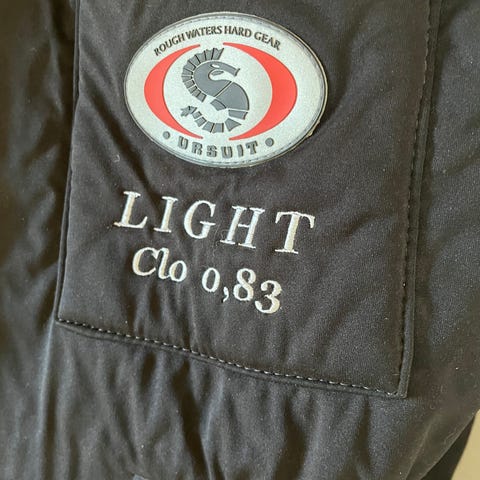 ROUGH WATERS HARD GEAR
• URSUIT •
LIGHT
Clo 0,83